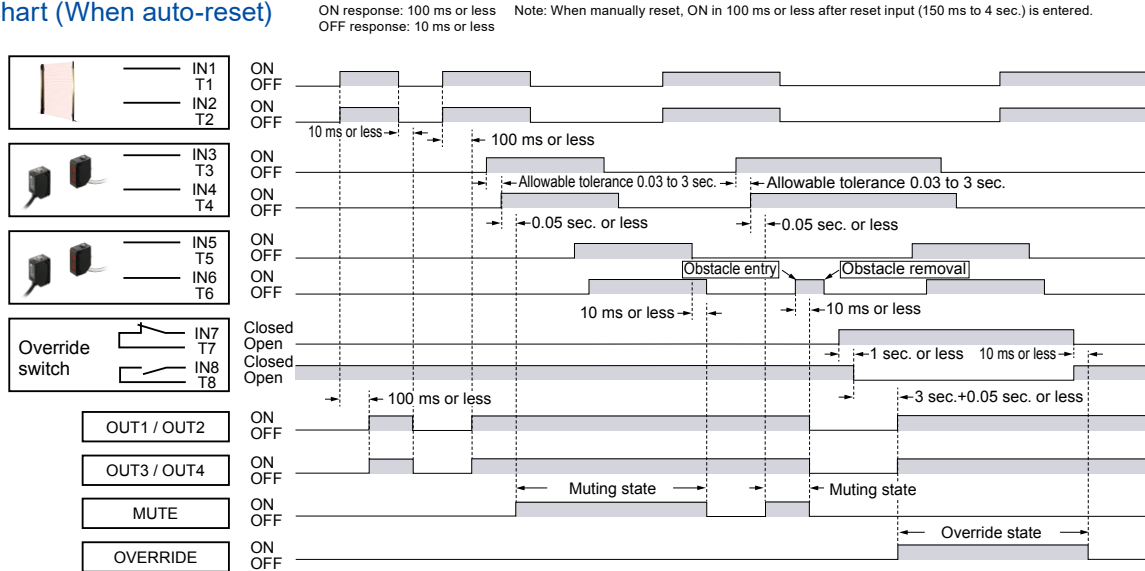 hart (When auto-reset)
ON response: 100 ms or less Note: When manually reset, ON in 100 ms or less after reset input (150 ms to 4 sec.) is entered.
OFF response: 10 ms or less
IN1
T1
IN2
T2
ON
OFF
ON
OFF
10 ms or less
100 ms or less
IN3
T3
IN4
T4
ON
OFF
ON
OFF
Allowable tolerance 0.03 to 3 sec.
Allowable tolerance 0.03 to 3 sec.
0.05 sec. or less
0.05 sec. or less
IN5
T5
IN6
T6
ON
OFF
ON
OFF
Obstacle entry
Obstacle removal
10 ms or less
10 ms or less
Override
switch
IN7
T7
IN8
T8
Closed
Open
Closed
Open
1 sec. or less
10 ms or less
100 ms or less
3 sec.+0.05 sec. or less
OUT1 / OUT2
ON
OFF
OUT3 / OUT4
ON
OFF
Muting state
Muting state
MUTE
ON
OFF
Override state
OVERRIDE
ON
OFF